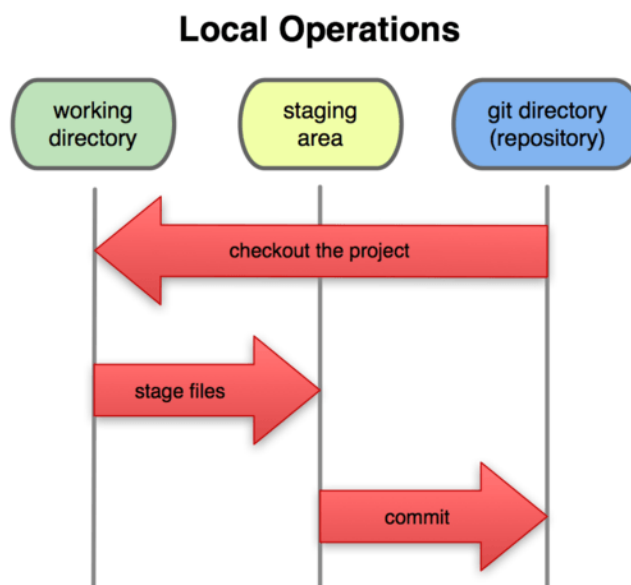 Local Operations
working
directory
staging
area
git directory
(repository)
checkout the project
stage files
commit